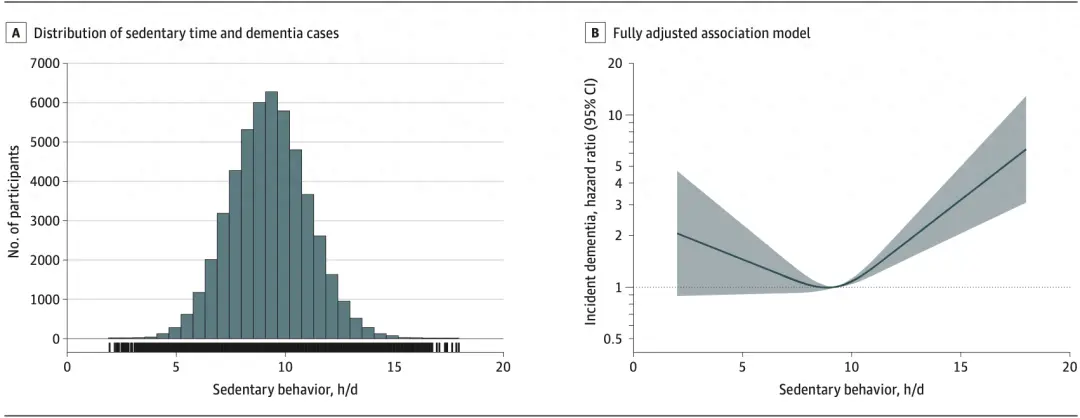 A Distribution of sedentary time and dementia cases
7000
6000
5000
4000
3000
2000
1000
0
No. of participants
0 5 10 15 20
Sedentary behavior, h/d
B Fully adjusted association model
20
10
5
4
3
2
1
0.5
Incident dementia, hazard ratio (95% CI)
0 5 10 15 20
Sedentary behavior, h/d